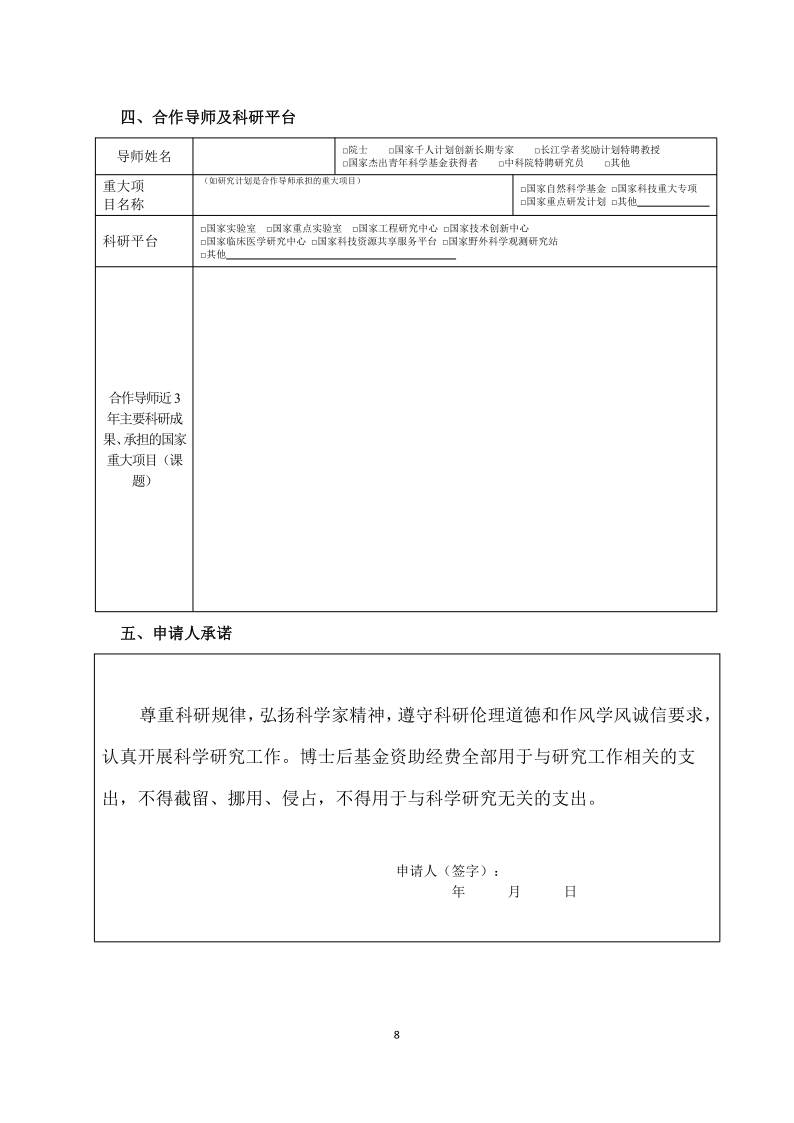 四、合作导师及科研平台
导师姓名
□院士 □国家千人计划创新长期专家 □长江学者奖励计划特聘教授
□国家杰出青年科学基金获得者 □中科院特聘研究员 □其他
重大项
目名称
（如研究计划是合作导师承担的重大项目）
□国家自然科学基金 □国家科技重大专项
□国家重点研发计划 □其他
科研平台
□国家实验室 □国家重点实验室 □国家工程研究中心 □国家技术创新中心
□国家临床医学研究中心 □国家科技资源共享服务平台 □国家野外科学观测研究站
□其他
合作导师近 3
年主要科研成
果、承担的国家
重大项目（课
题）
五、申请人承诺
尊重科研规律，弘扬科学家精神，遵守科研伦理道德和作风学风诚信要求，
认真开展科学研究工作。博士后基金资助经费全部用于与研究工作相关的支
出，不得截留、挪用、侵占，不得用于与科学研究无关的支出。
申请人（签字）：
年 月 日
8